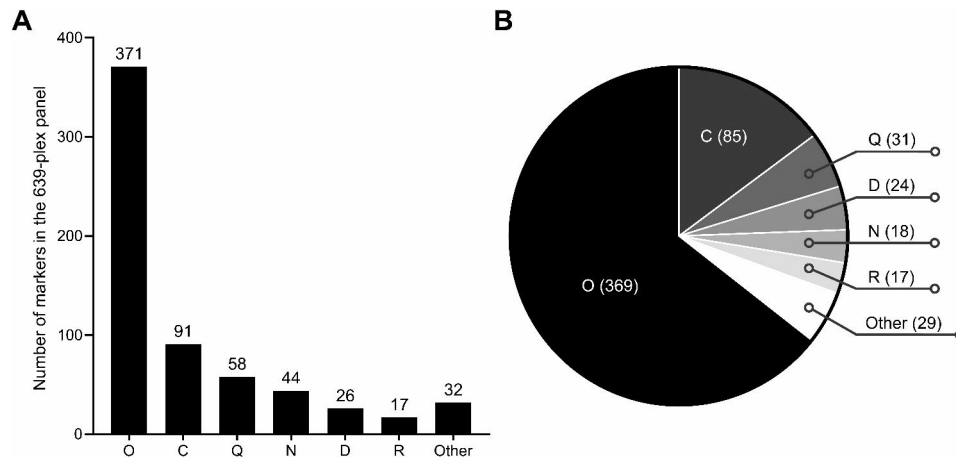 A
Number of markers in the 639-plex panel
400
300
200
100
0
371
91
58
44
26
17
32
O
C
Q
N
D
R
Other
B
C (85)
Q (31)
D (24)
N (18)
R (17)
Other (29)
O (369)